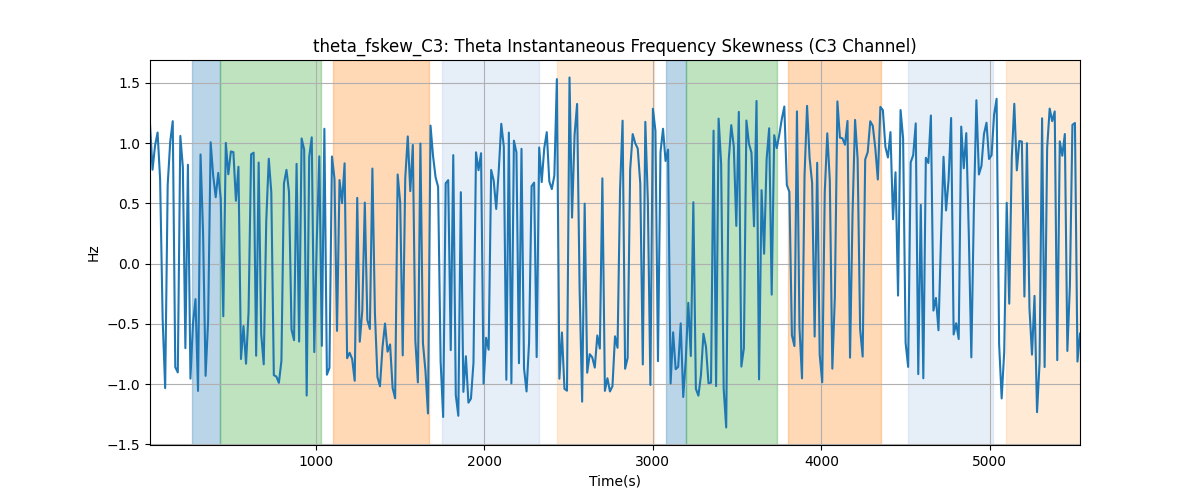 theta_fskew_C3: Theta Instantaneous Frequency Skewness (C3 Channel)
1.5
1.0
0.5
0.0
−0.5
−1.0
−1.5
Hz
1000 2000 3000 4000 5000
Time(s)